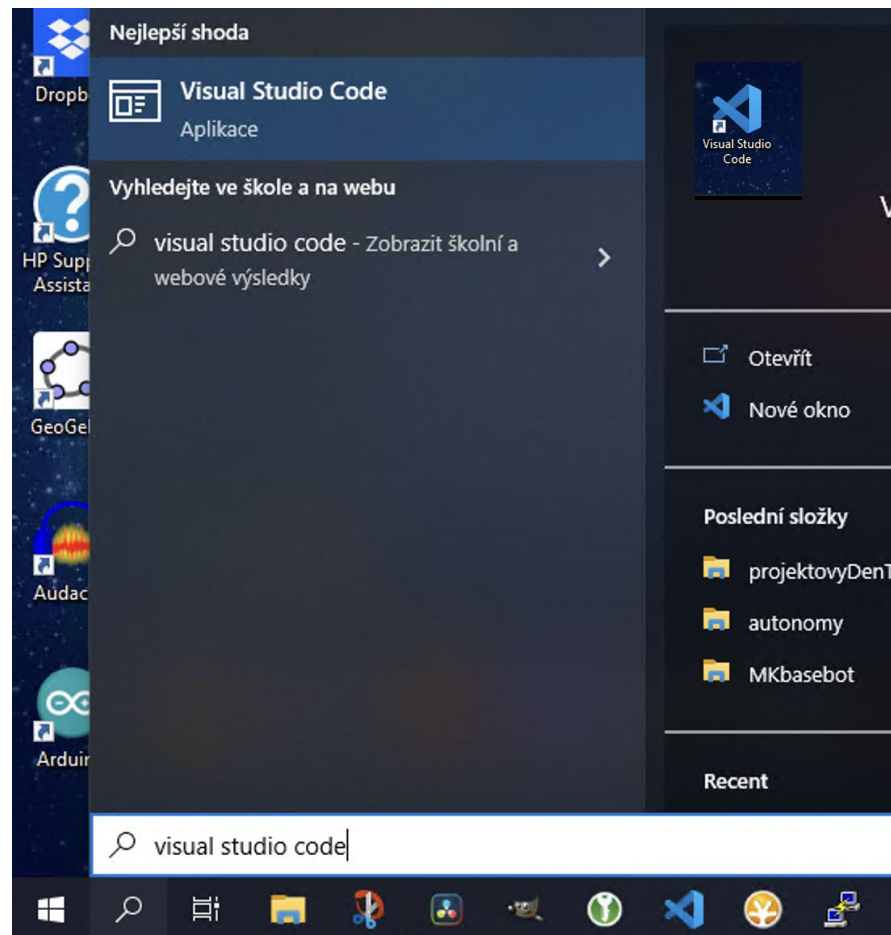 Nejlepší shoda
Visual Studio Code
Aplikace
Vyhledejte ve škole a na webu
visual studio code - Zobrazit školní a
webové výsledky
Dropb
HP Supp
Assista
GeoGe
Audac
Arduin
Visual Studio
Code
V
Otevřít
Nové okno
Poslední složky
projektovyDenT
autonomy
MKbasebot
Recent
visual studio code